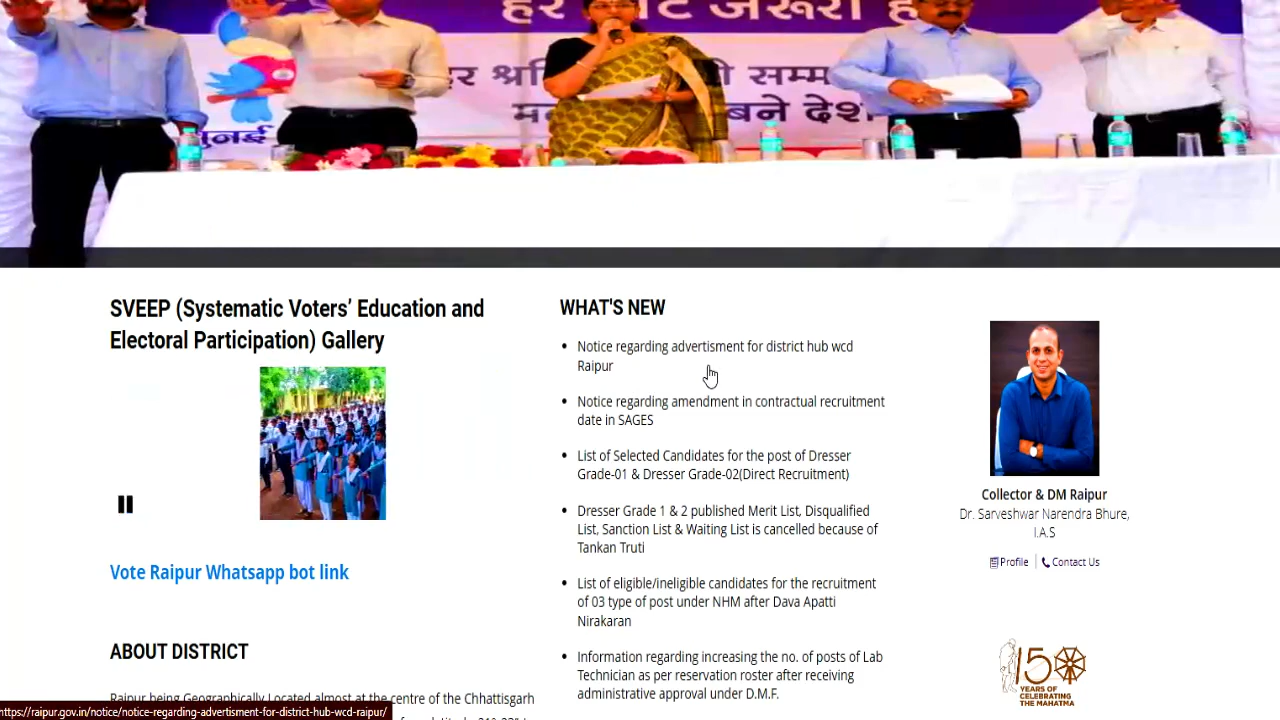 हर
जरूरी
हर
बने देश
SVEEP (Systematic Voters’ Education and
Electoral Participation) Gallery
Vote Raipur Whatsapp bot link
ABOUT DISTRICT
Raipur being Geographically Located almost at the centre of the Chhattisgarh
WHAT'S NEW
Notice regarding advertisment for district hub wcd
Raipur
Notice regarding amendment in contractual recruitment
date in SAGES
List of Selected Candidates for the post of Dresser
Grade-01 & Dresser Grade-02(Direct Recruitment)
Dresser Grade 1 & 2 published Merit List, Disqualified
List, Sanction List & Waiting List is cancelled because of
Tankan Truti
List of eligible/ineligible candidates for the recruitment
of 03 type of post under NHM after Dava Apatti
Nirakaran
Information regarding increasing the no. of posts of Lab
Technician as per reservation roster after receiving
administrative approval under D.M.F.
Collector & DM Raipur
Dr. Sarveshwar Narendra Bhure,
I.A.S
Profile | Contact Us
150
YEARS OF
CELEBRATING
THE MAHATMA
https://raipur.gov.in/notice/notice-regarding-advertisment-for-district-hub-wcd-raipur/